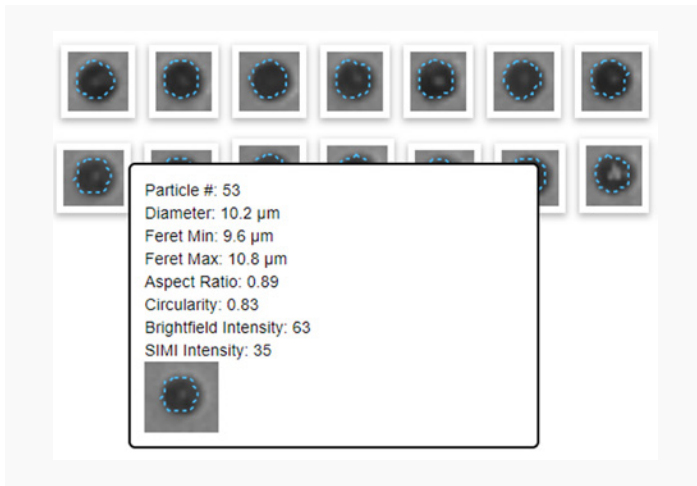 Particle #: 53
Diameter: 10.2 μm
Feret Min: 9.6 μm
Feret Max: 10.8 μm
Aspect Ratio: 0.89
Circularity: 0.83
Brightfield Intensity: 63
SIMI Intensity: 35